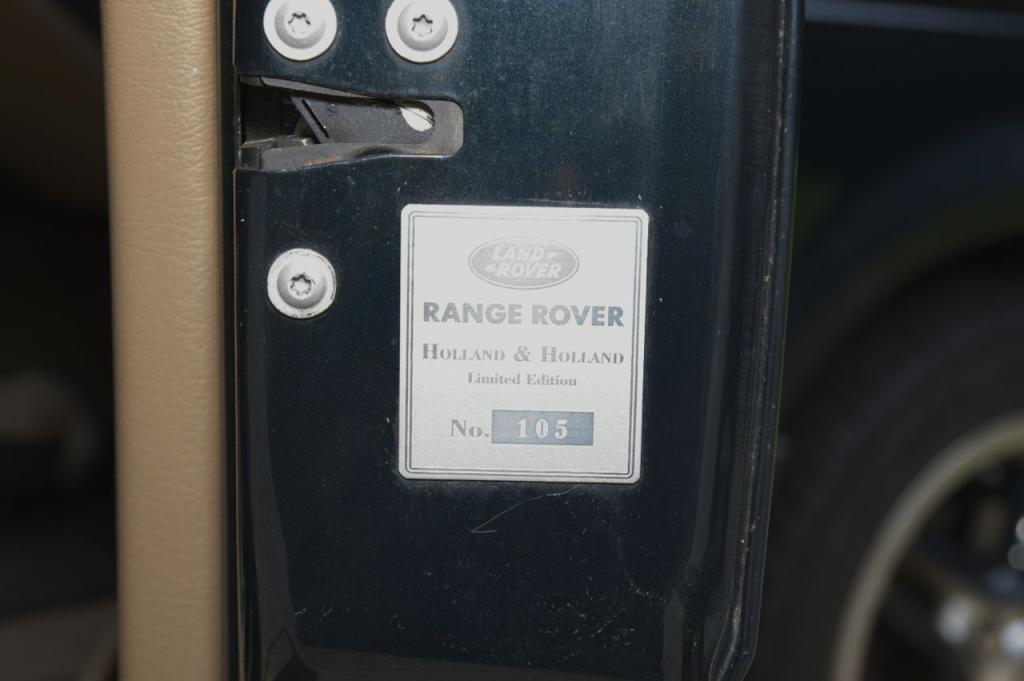 LAND-
-ROVER
RANGE ROVER
HOLLAND & HOLLAND
Limited Edition
No. 105